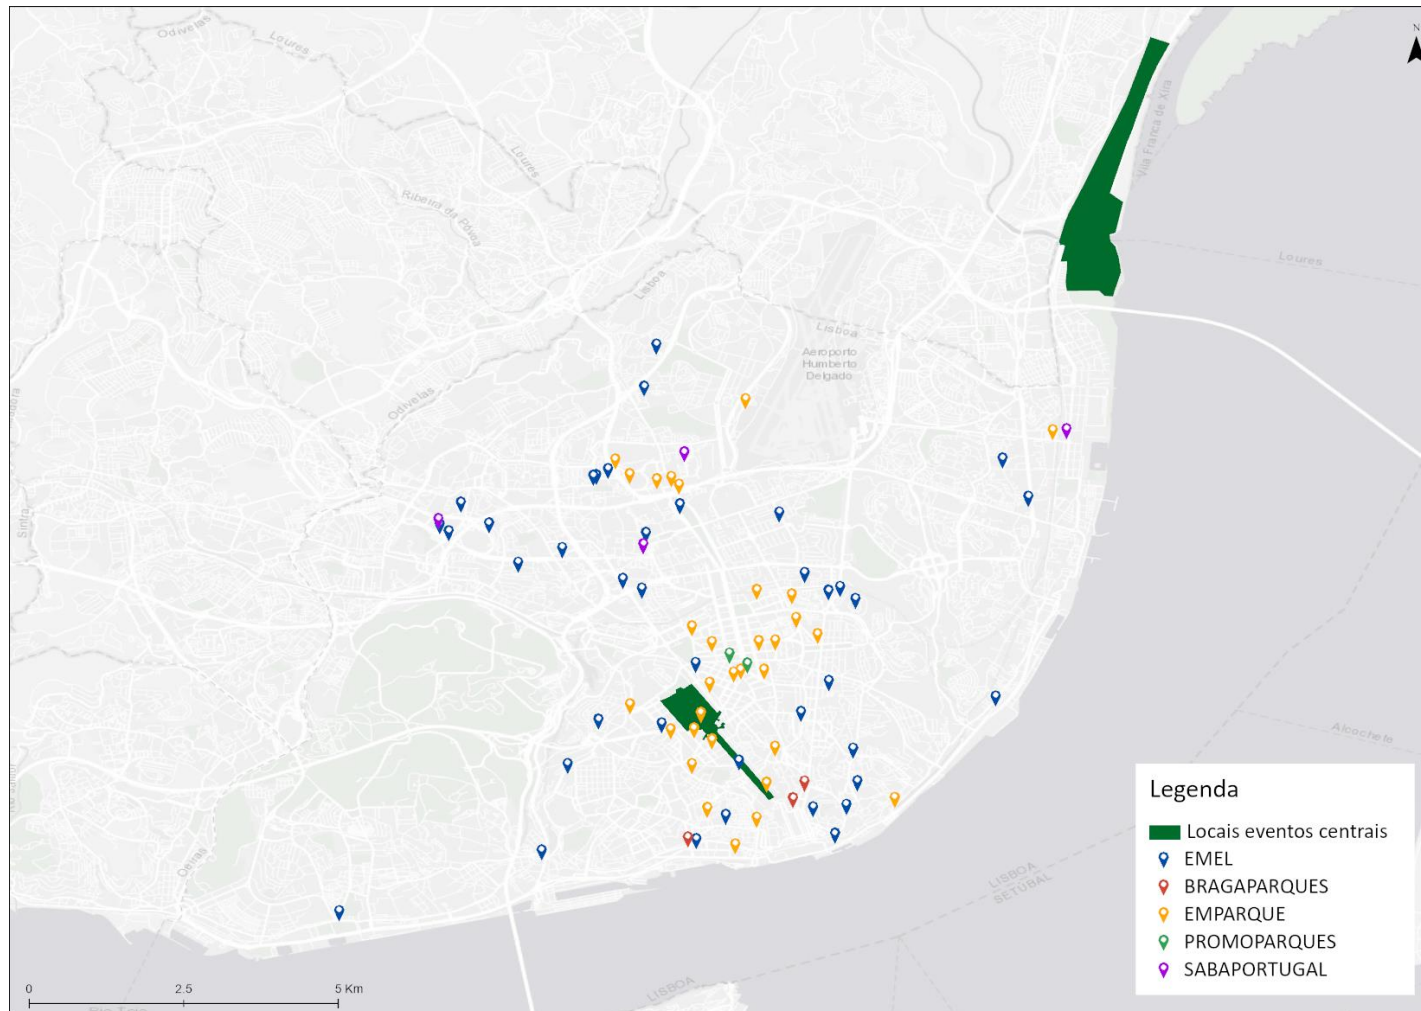 Odivelas
Loures
N
Loures
Vila Franca de Xira
Ribeira da Póvoa
Lisboa
Loures
Lisboa
Aeroporto
Humberto
Delgado
Odivelas
Sintra
Alcochete
Oeiras
LISBOA
SETÚBAL
LISBOA
Legenda
Locais eventos centrais
EMEL
BRAGAPARQUES
EMPARQUE
PROMOPARQUES
SABAPORTUGAL
0 2.5 5 Km